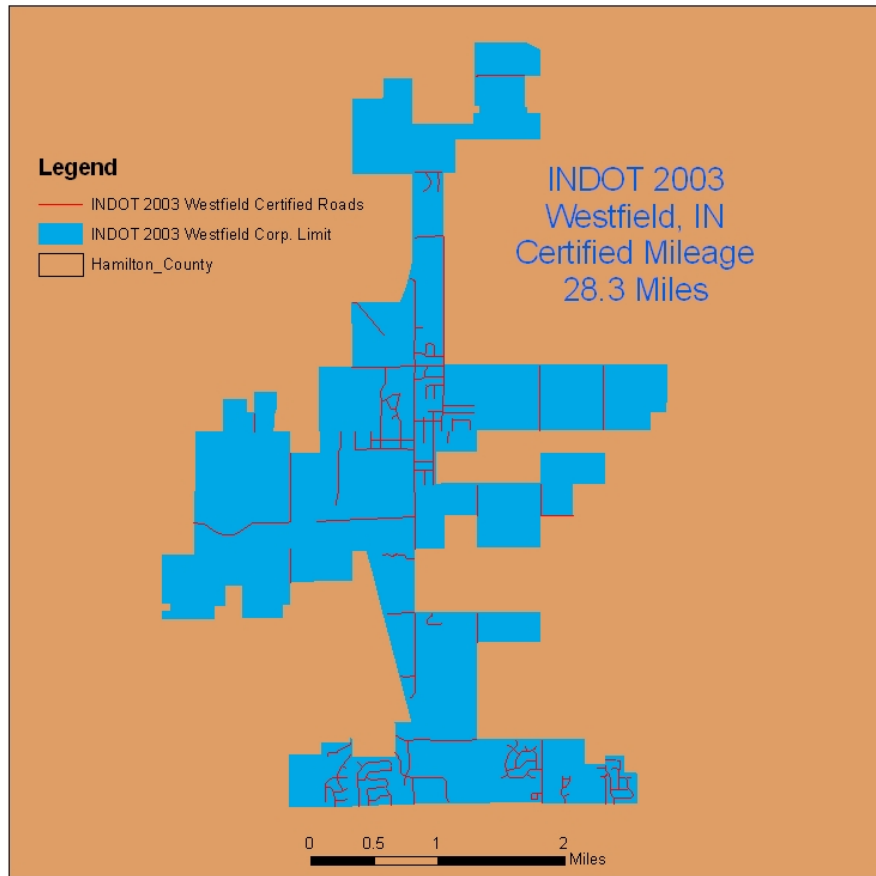 Legend
INDOT 2003 Westfield Certified Roads
INDOT 2003 Westfield Corp. Limit
Hamilton_County
INDOT 2003
Westfield, IN
Certified Mileage
28.3 Miles
0 0.5 1 2
Miles